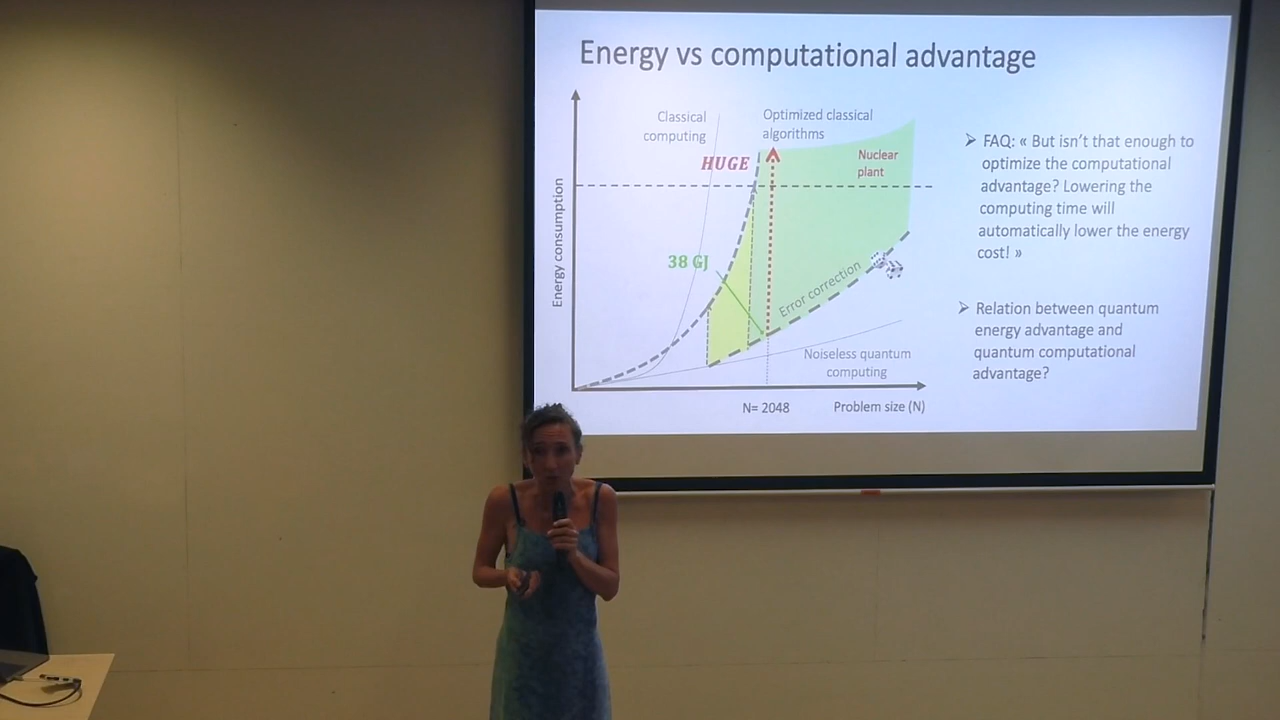 Energy vs computational advantage
Classical
computing
Optimized classical
algorithms
HUGE
Nuclear
plant
Energy consumption
38 GJ
Error correction
Noiseless quantum
computing
N= 2048
Problem size (N)
➢ FAQ: « But isn't that enough to
optimize the computational
advantage? Lowering the
computing time will
automatically lower the energy
cost! »
➢ Relation between quantum
energy advantage and
quantum computational
advantage?